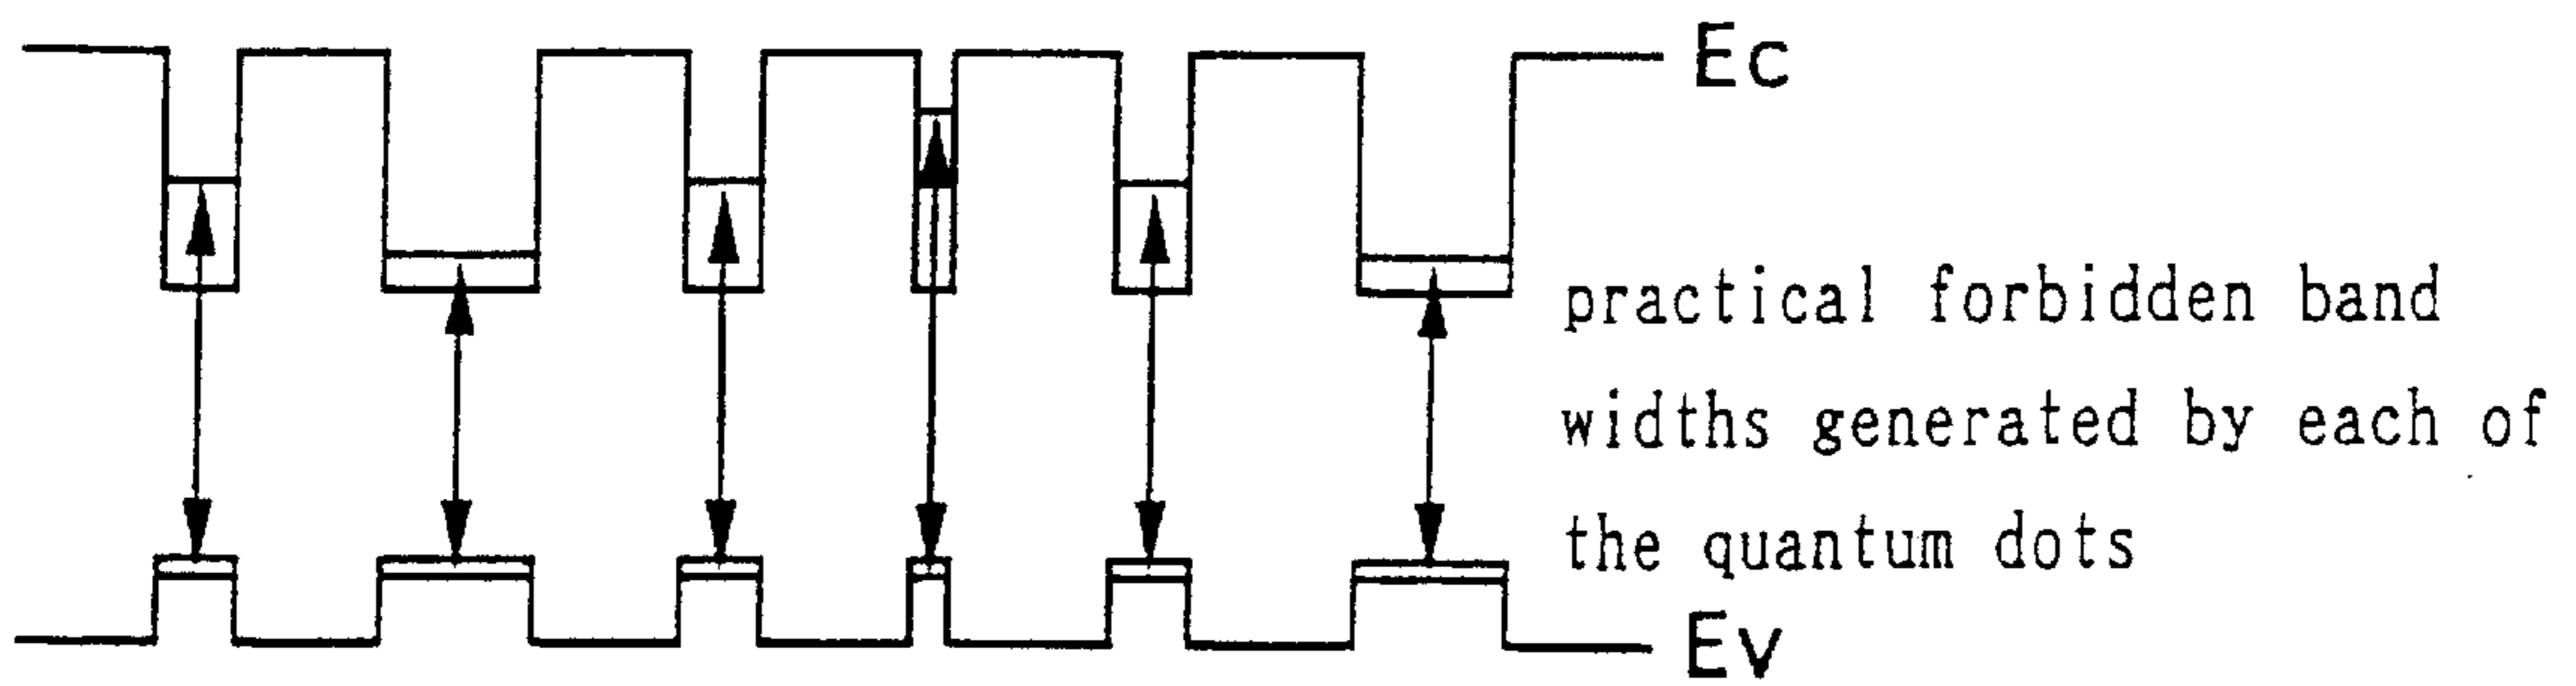 Ec
practical forbidden band
widths generated by each of
the quantum dots
Ev